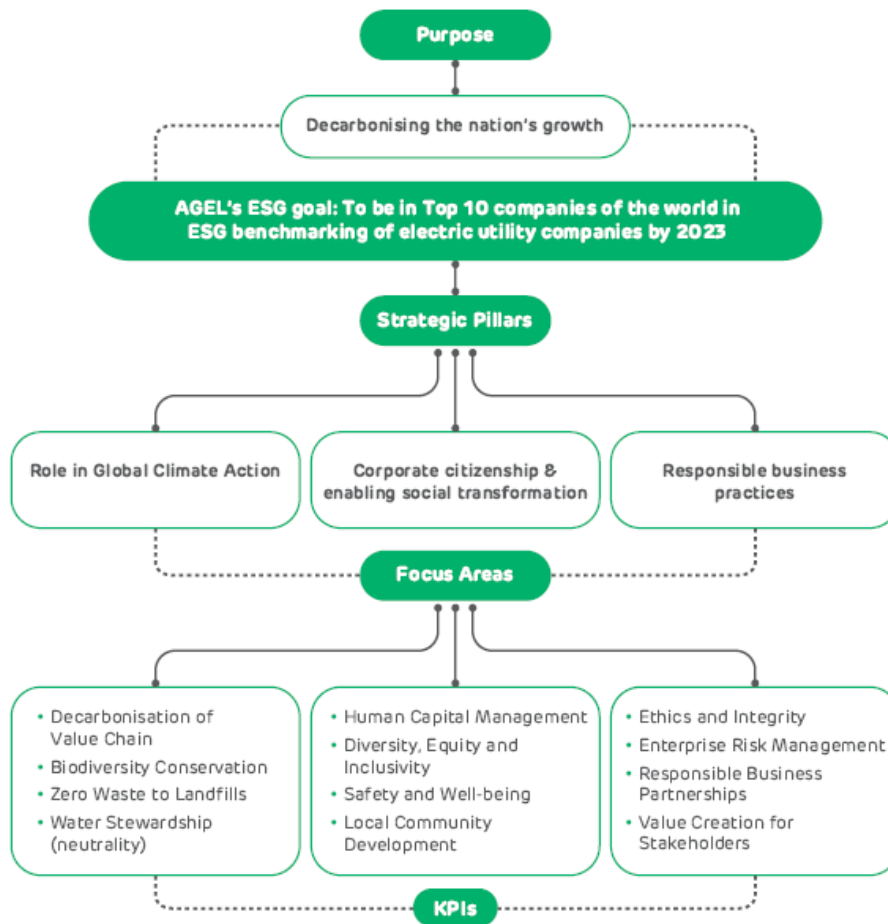 Purpose
Decarbonising the nation's growth
AGEL's ESG goal: To be in Top 10 companies of the world in
ESG benchmarking of electric utility companies by 2023
Strategic Pillars
Role in Global Climate Action
Corporate citizenship &
enabling social transformation
Responsible business
practices
Focus Areas
• Decarbonisation of
Value Chain
• Biodiversity Conservation
• Zero Waste to Landfills
• Water Stewardship
(neutrality)
• Human Capital Management
• Diversity, Equity and
Inclusivity
• Safety and Well-being
• Local Community
Development
• Ethics and Integrity
• Enterprise Risk Management
• Responsible Business
Partnerships
• Value Creation for
Stakeholders
KPIs